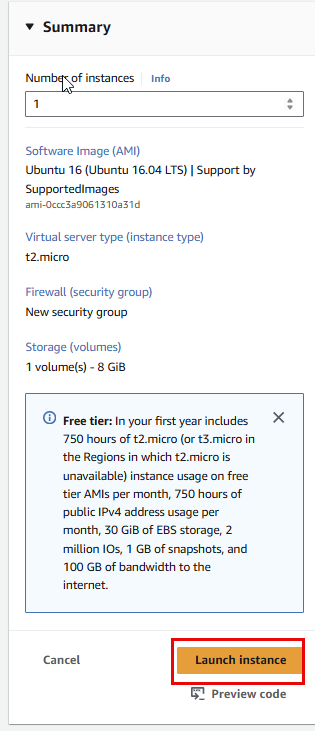 Summary
Number of instances Info
1
Software Image (AMI)
Ubuntu 16 (Ubuntu 16.04 LTS) | Support by
SupportedImages
ami-0ccc3a9061310a31d
Virtual server type (instance type)
t2.micro
Firewall (security group)
New security group
Storage (volumes)
1 volume(s) - 8 GiB
Free tier: In your first year includes
750 hours of t2.micro (or t3.micro in
the Regions in which t2.micro is
unavailable) instance usage on free
tier AMIs per month, 750 hours of
public IPv4 address usage per
month, 30 GiB of EBS storage, 2
million IOs, 1 GB of snapshots, and
100 GB of bandwidth to the
internet.
Cancel Launch instance
Preview code